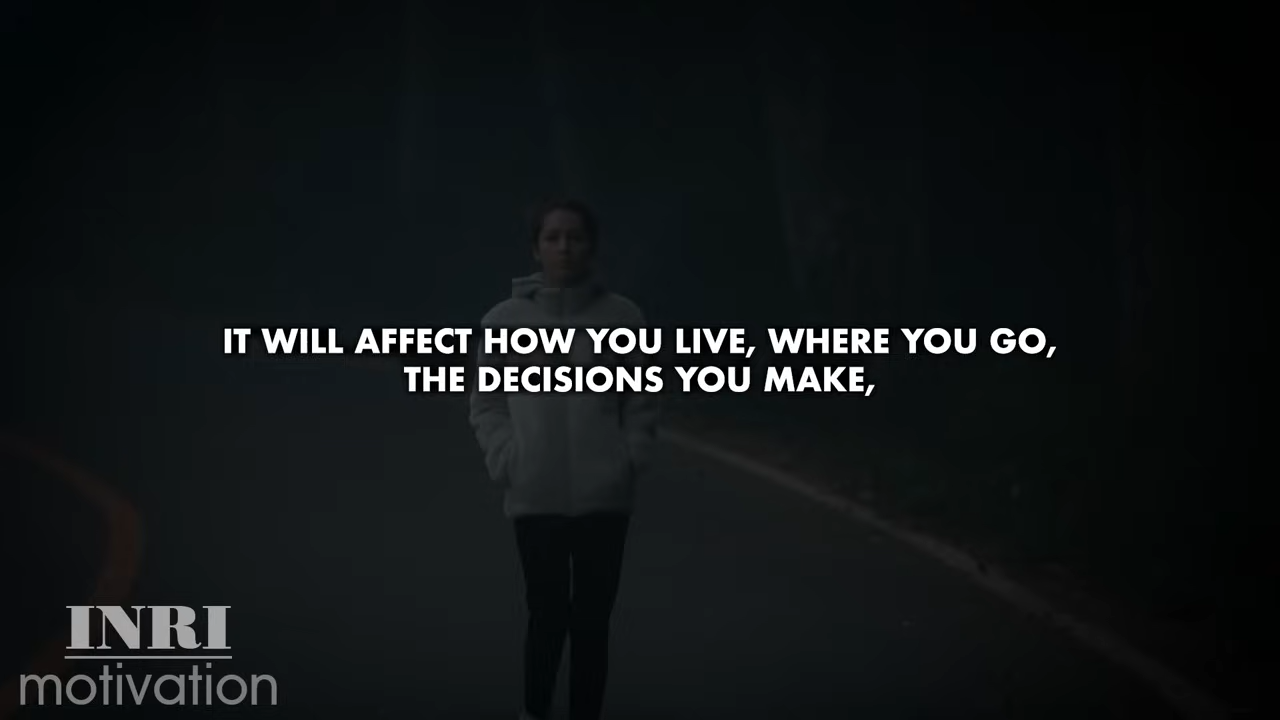 IT WILL AFFECT HOW YOU LIVE, WHERE YOU GO,
THE DECISIONS YOU MAKE,
INRI
motivation